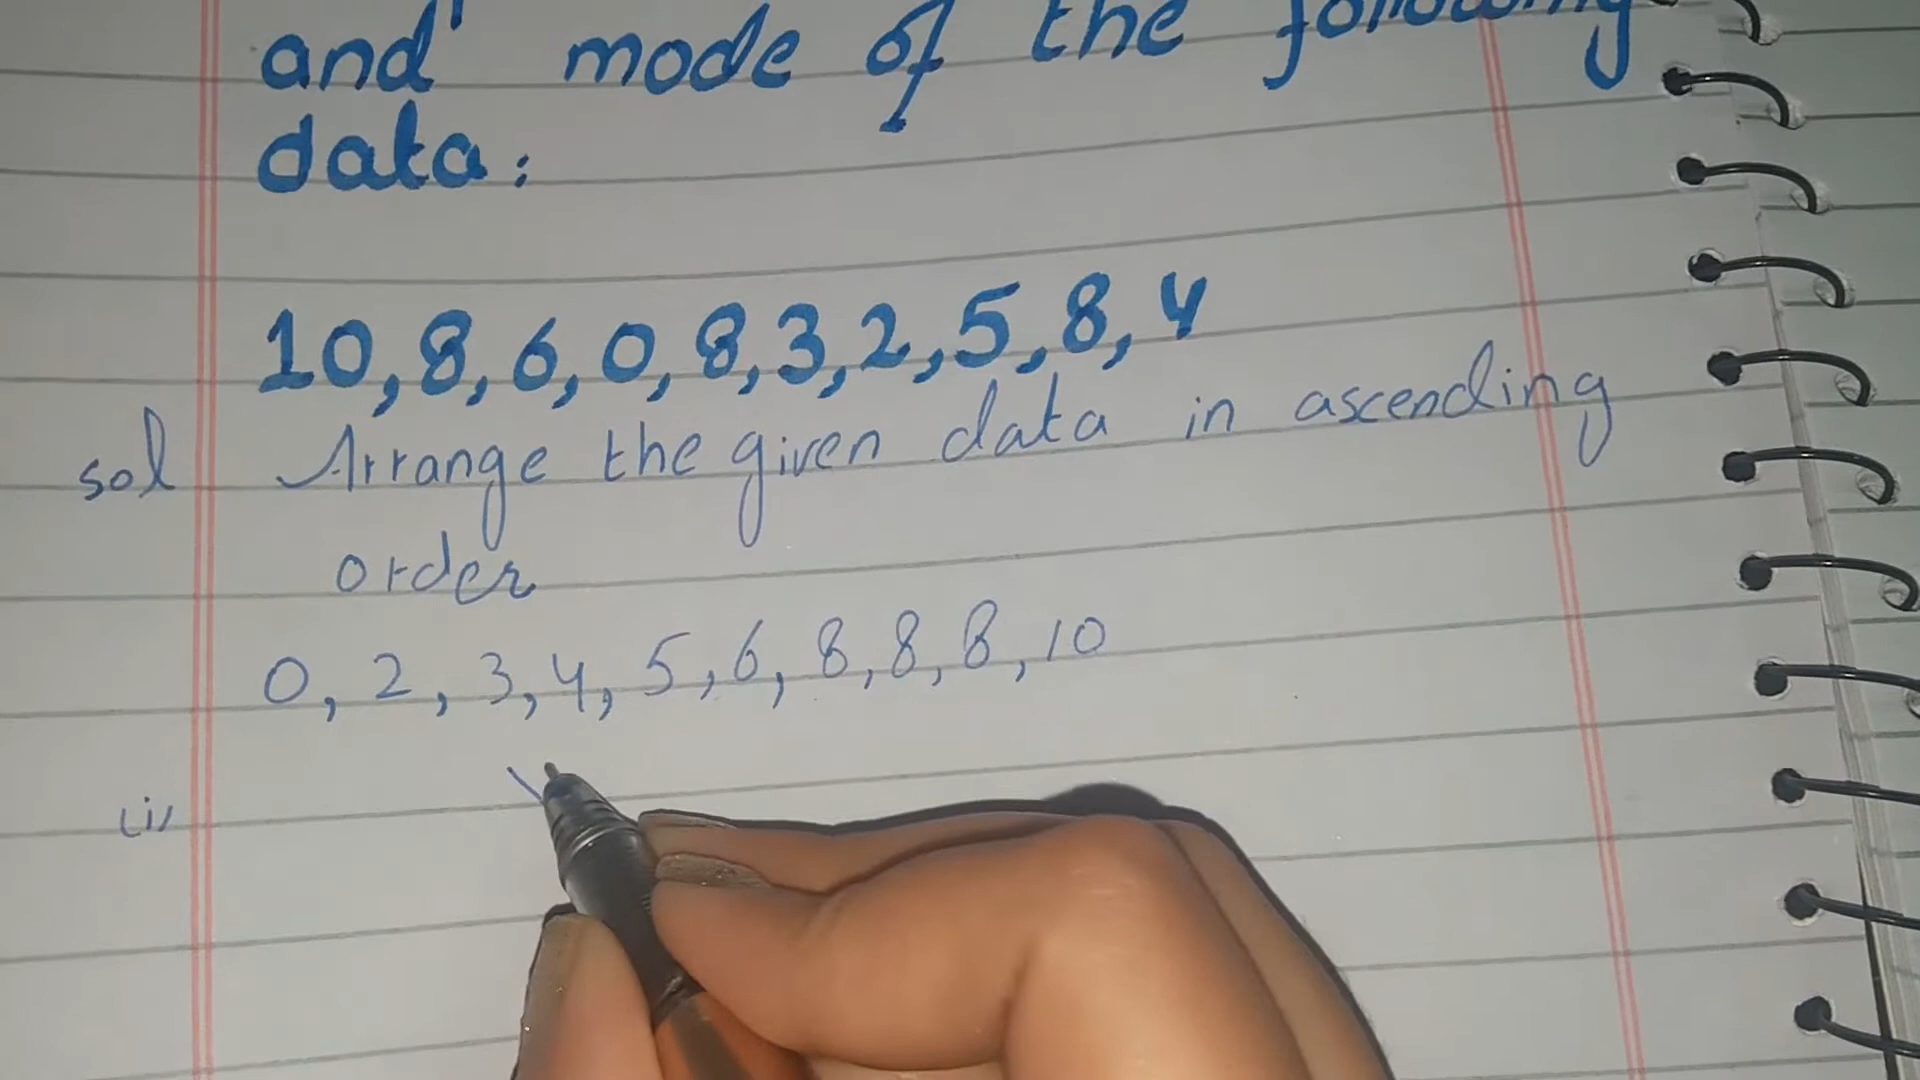 and mode of the following
data:
10, 8, 6, 0, 8, 3, 2, 5, 8, 4
sol Arrange the given data in ascending
order
0, 2, 3, 4, 5, 6, 8, 8, 8, 10
(i)